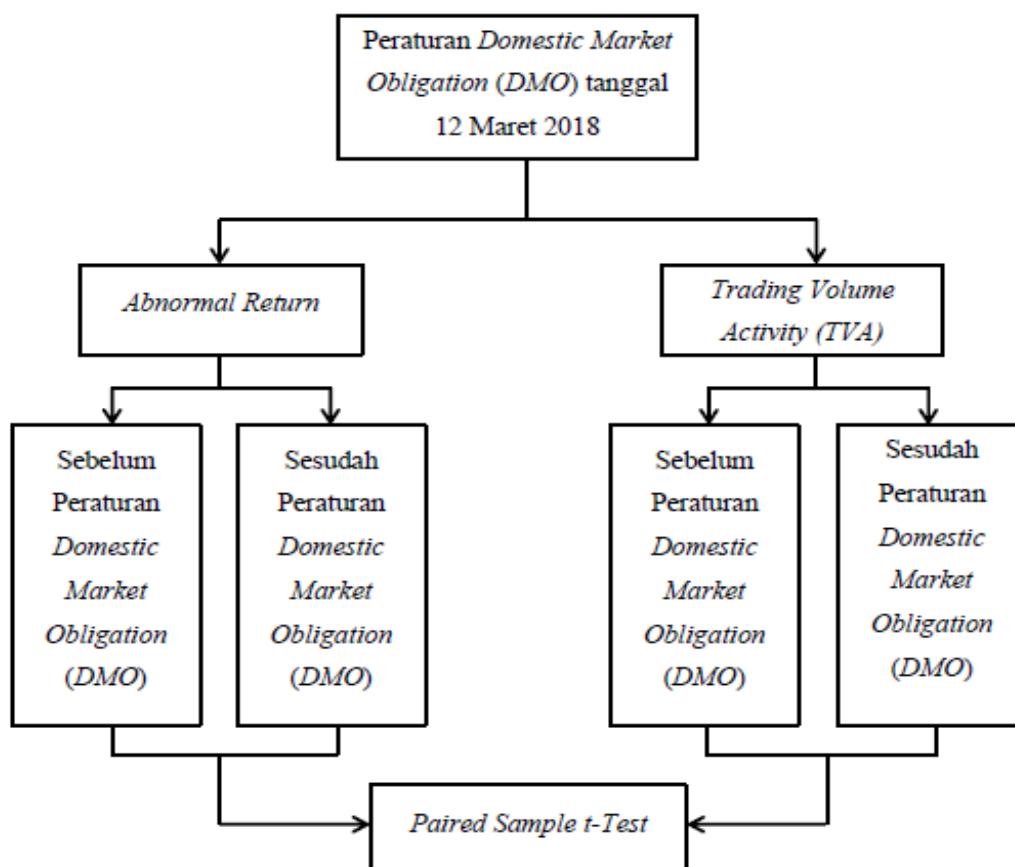 Peraturan Domestic Market
Obligation (DMO) tanggal
12 Maret 2018
Abnormal Return
Trading Volume
Activity (TVA)
Sebelum
Peraturan
Domestic
Market
Obligation
(DMO)
Sesudah
Peraturan
Domestic
Market
Obligation
(DMO)
Sebelum
Peraturan
Domestic
Market
Obligation
(DMO)
Sesudah
Peraturan
Domestic
Market
Obligation
(DMO)
Paired Sample t-Test